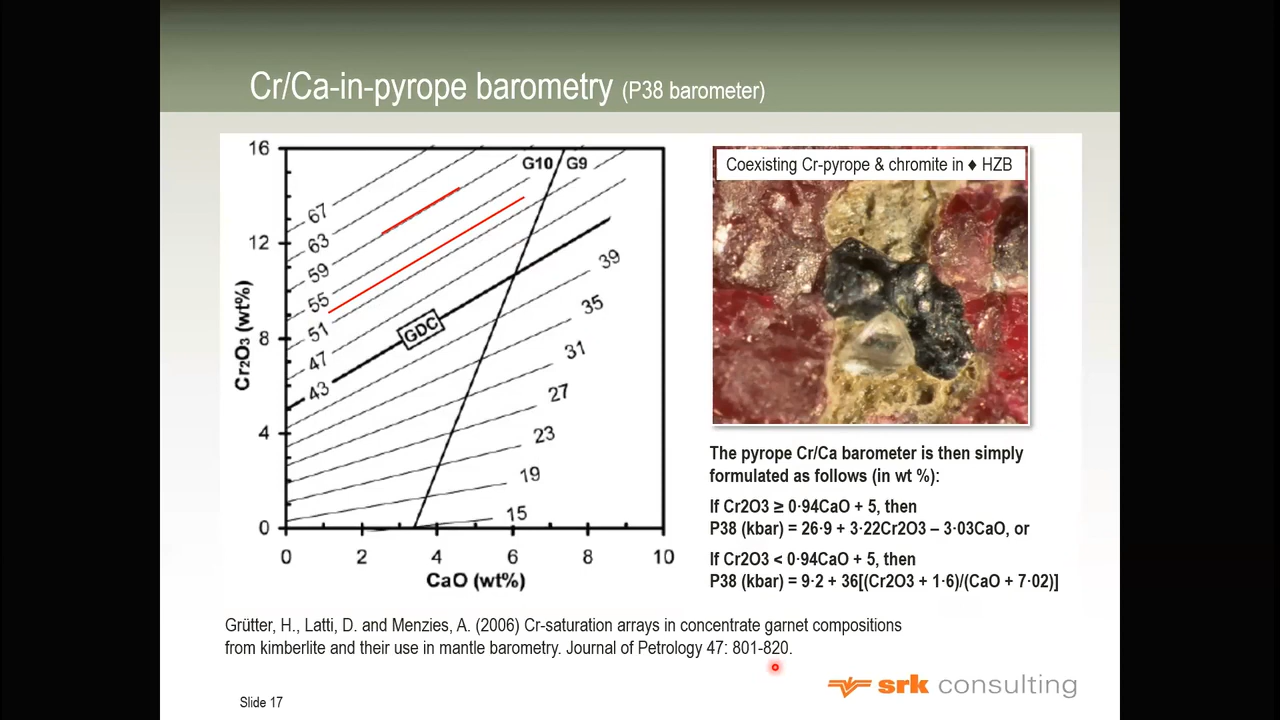 Cr/Ca-in-pyrope barometry (P38 barometer)
16
12
8
4
0
Cr2O3 (wt%)
67
63
59
55
51
47
43
GDC
G10
G9
39
35
31
27
23
19
15
0
2
4
6
8
10
CaO (wt%)
Coexisting Cr-pyrope & chromite in ♦ HZB
The pyrope Cr/Ca barometer is then simply
formulated as follows (in wt %):
If Cr2O3 ≥ 0·94CaO + 5, then
P38 (kbar) = 26·9 + 3·22Cr2O3 – 3·03CaO, or
If Cr2O3 < 0·94CaO + 5, then
P38 (kbar) = 9·2 + 36[(Cr2O3 + 1·6)/(CaO + 7·02)]
Grütter, H., Latti, D. and Menzies, A. (2006) Cr-saturation arrays in concentrate garnet compositions
from kimberlite and their use in mantle barometry. Journal of Petrology 47: 801-820.
srk consulting
Slide 17